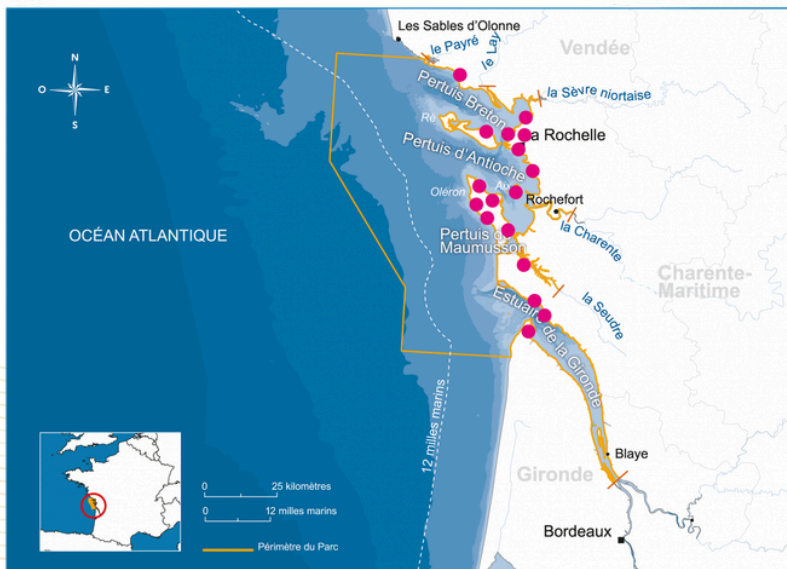 Les Sables d'Olonne
le Payré
le Lay
Vendée
la Sèvre niortaise
Pertuis Breton
Ré
a Rochelle
Pertuis d'Antioche
N
O
E
S
Aix
Oléron
Rochefort
la Charente
OCÉAN ATLANTIQUE
Pertuis d
Maumusson
Charente-
Maritime
la Seudre
Estuaire de la Gironde
12 milles marins
Gironde
Blaye
Bordeaux
0
25 kilomètres
0
12 milles marins
Périmètre du Parc